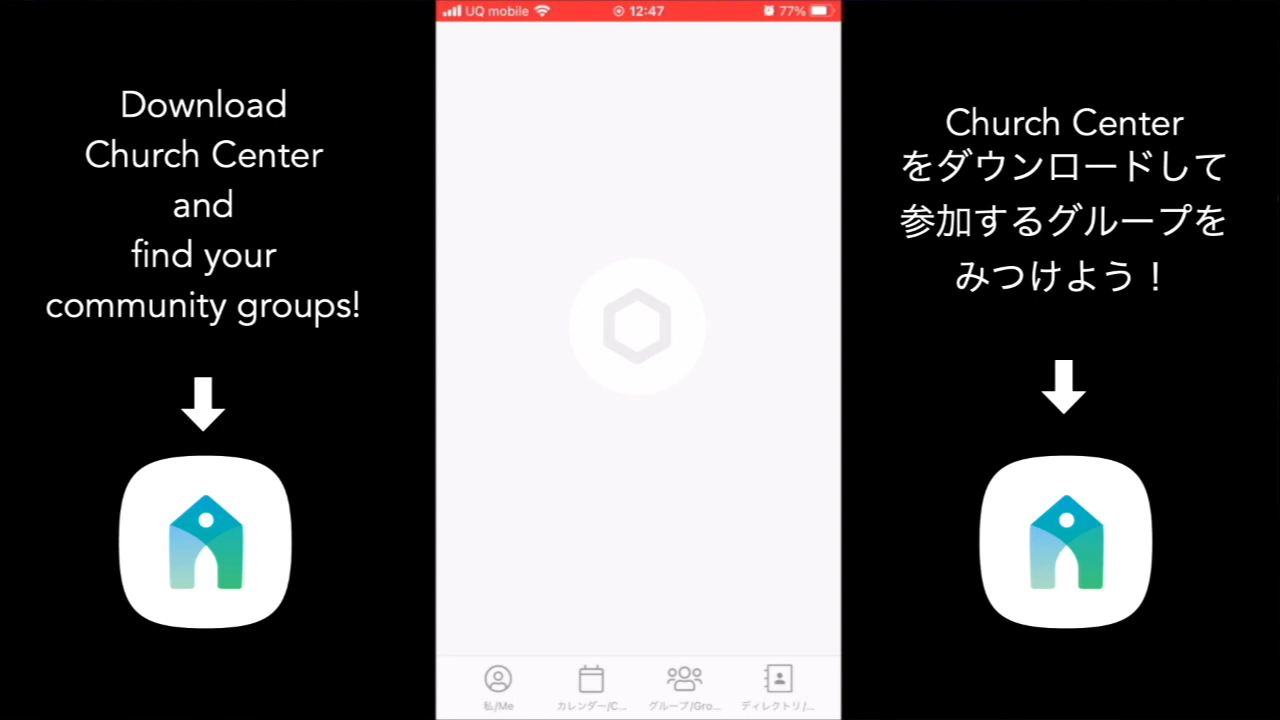 Download
Church Center
and
find your
community groups!
UQ mobile 12:47 77%
私/Me カレンダー/C... グループ/Gro... ディレクトリ/...
Church Center
をダウンロードして
参加するグループを
みつけよう！